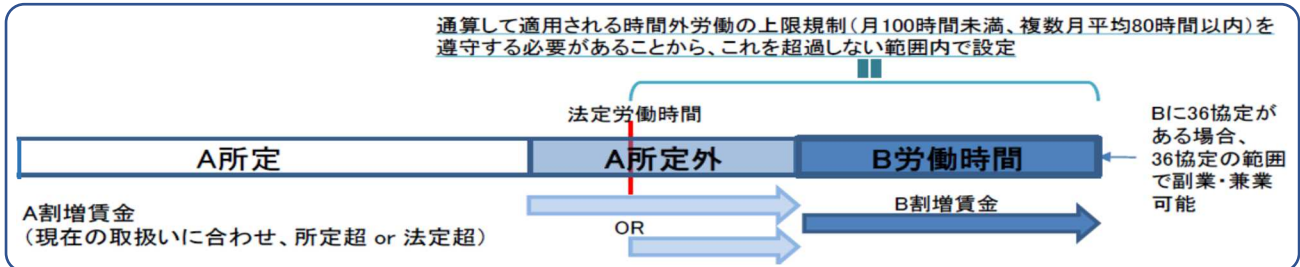 通算して適用される時間外労働の上限規制（月100時間未満、複数月平均80時間以内）を
遵守する必要があることから、これを超過しない範囲内で設定
法定労働時間
A所定
A所定外
B労働時間
Bに36協定が
ある場合、
36協定の範囲
で副業・兼業
可能
A割増賃金
（現在の取扱いに合わせ、所定超 or 法定超）
OR
B割増賃金